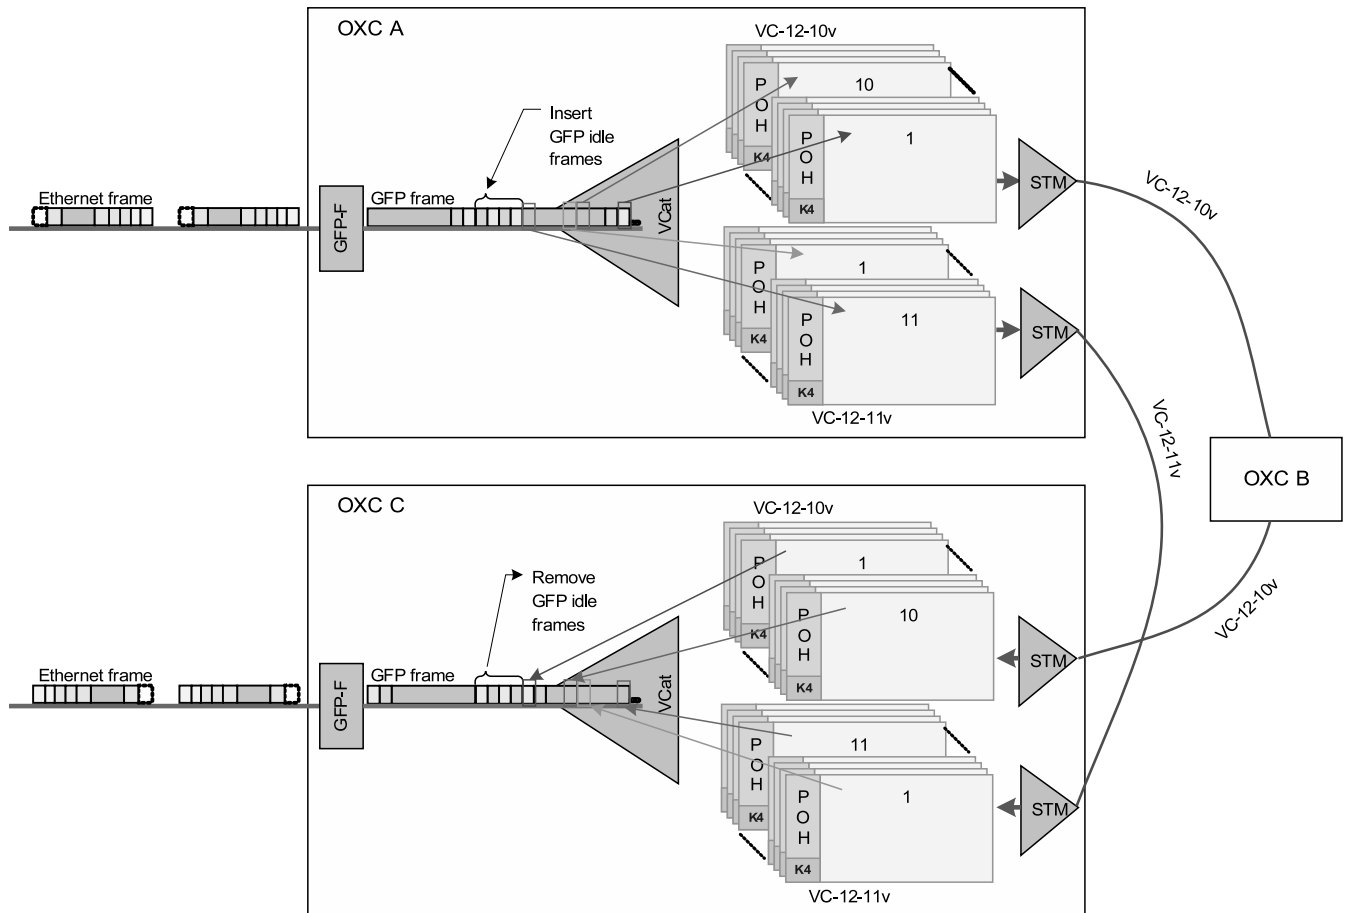 OXC A
VC-12-10v
Insert
GFP idle
frames
Ethernet frame
GFP-F
GFP frame
VCat
P
O
H
K4
10
P
O
H
K4
1
STM
VC-12-10v
P
O
H
K4
1
P
O
H
K4
11
STM
VC-12-11v
VC-12-11v
OXC B
OXC C
VC-12-10v
Remove
GFP idle
frames
Ethernet frame
GFP-F
GFP frame
VCat
P
O
H
K4
1
P
O
H
K4
10
STM
VC-12-10v
P
O
H
K4
11
P
O
H
K4
1
STM
VC-12-11v